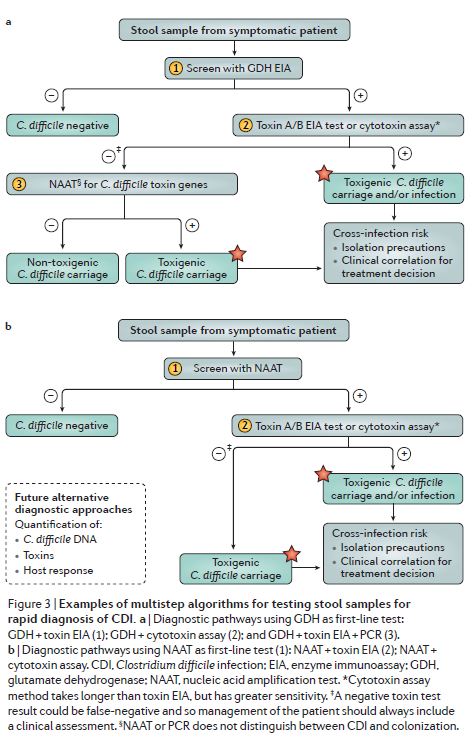 a
Stool sample from symptomatic patient
1 Screen with GDH EIA
−
+
C. difficile negative
2 Toxin A/B EIA test or cytotoxin assay*
−‡
+
3 NAAT§ for C. difficile toxin genes
Toxigenic C. difficile
carriage and/or infection
−
+
Cross-infection risk
• Isolation precautions
• Clinical correlation for
treatment decision
Non-toxigenic
C. difficile carriage
Toxigenic
C. difficile carriage
b
Stool sample from symptomatic patient
1 Screen with NAAT
−
+
C. difficile negative
2 Toxin A/B EIA test or cytotoxin assay*
−‡
+
Toxigenic C. difficile
carriage and/or infection
Future alternative
diagnostic approaches
Quantification of:
• C. difficile DNA
• Toxins
• Host response
Cross-infection risk
• Isolation precautions
• Clinical correlation for
treatment decision
Toxigenic
C. difficile carriage
Figure 3 | Examples of multistep algorithms for testing stool samples for
rapid diagnosis of CDI. a | Diagnostic pathways using GDH as first-line test:
GDH + toxin EIA (1); GDH + cytotoxin assay (2); and GDH + toxin EIA + PCR (3).
b | Diagnostic pathways using NAAT as first-line test (1): NAAT + toxin EIA (2); NAAT +
cytotoxin assay. CDI, Clostridium difficile infection; EIA, enzyme immunoassay; GDH,
glutamate dehydrogenase; NAAT, nucleic acid amplification test. *Cytotoxin assay
method takes longer than toxin EIA, but has greater sensitivity. ‡A negative toxin test
result could be false-negative and so management of the patient should always include
a clinical assessment. §NAAT or PCR does not distinguish between CDI and colonization.